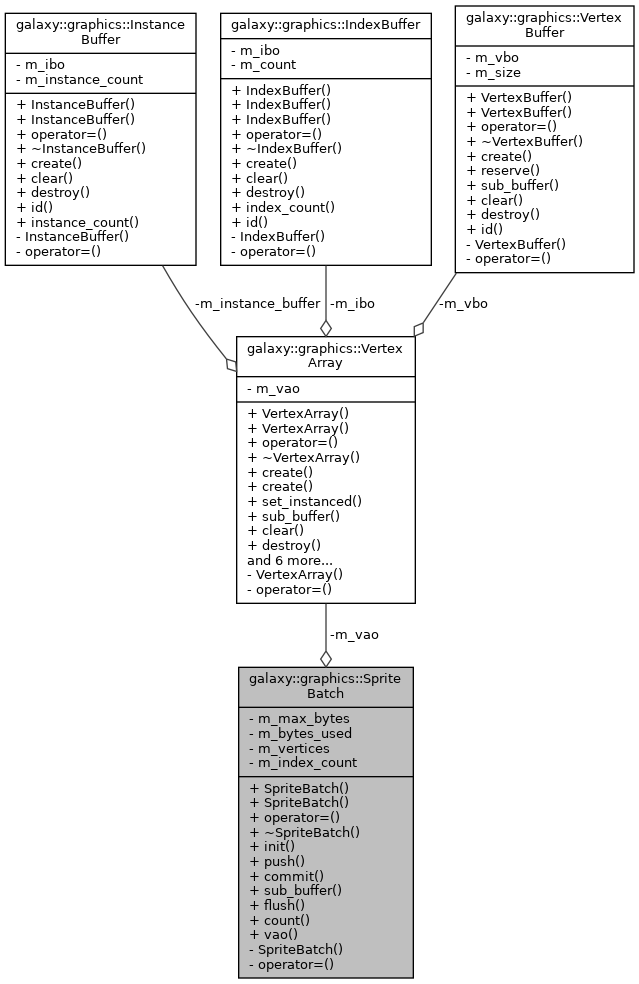 galaxy::graphics::Instance
Buffer
- m_ibo
- m_instance_count
+ InstanceBuffer()
+ InstanceBuffer()
+ operator=()
+ ~InstanceBuffer()
+ create()
+ clear()
+ destroy()
+ id()
+ instance_count()
- InstanceBuffer()
- operator=()
galaxy::graphics::IndexBuffer
- m_ibo
- m_count
+ IndexBuffer()
+ IndexBuffer()
+ IndexBuffer()
+ operator=()
+ ~IndexBuffer()
+ create()
+ clear()
+ destroy()
+ index_count()
+ id()
- IndexBuffer()
- operator=()
galaxy::graphics::Vertex
Buffer
- m_vbo
- m_size
+ VertexBuffer()
+ VertexBuffer()
+ operator=()
+ ~VertexBuffer()
+ create()
+ reserve()
+ sub_buffer()
+ clear()
+ destroy()
+ id()
- VertexBuffer()
- operator=()
-m_instance_buffer
-m_ibo
-m_vbo
galaxy::graphics::Vertex
Array
- m_vao
+ VertexArray()
+ VertexArray()
+ operator=()
+ ~VertexArray()
+ create()
+ create()
+ set_instanced()
+ sub_buffer()
+ clear()
+ destroy()
and 6 more...
- VertexArray()
- operator=()
-m_vao
galaxy::graphics::Sprite
Batch
- m_max_bytes
- m_bytes_used
- m_vertices
- m_index_count
+ SpriteBatch()
+ SpriteBatch()
+ operator=()
+ ~SpriteBatch()
+ init()
+ push()
+ commit()
+ sub_buffer()
+ flush()
+ count()
+ vao()
- SpriteBatch()
- operator=()